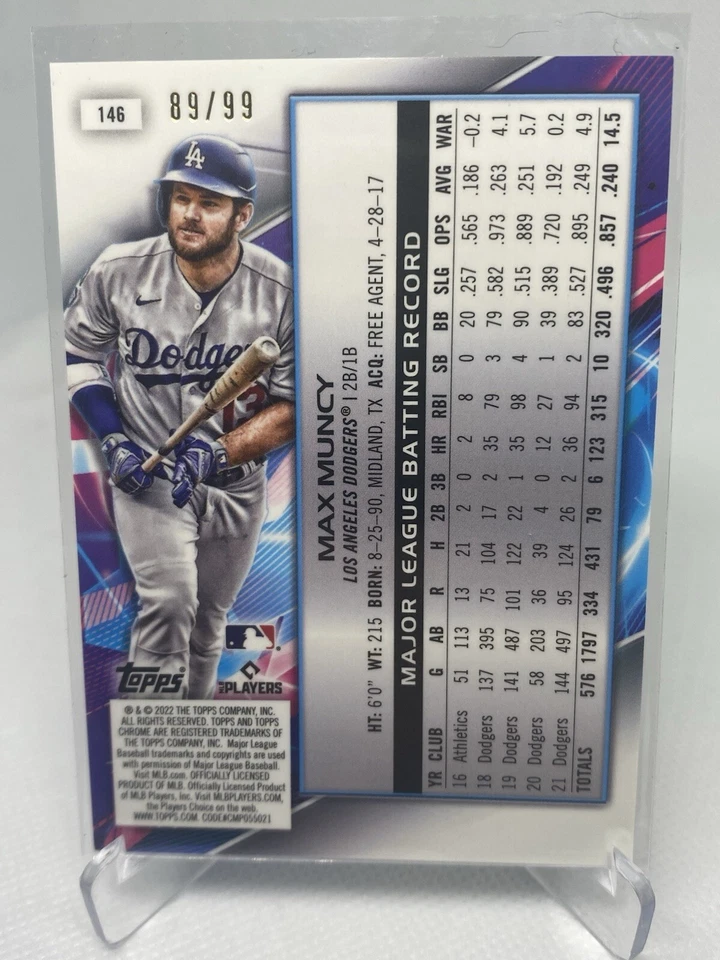 146
89/99
LA
Dodge
13
Topps
MLB PLAYERS
® & © 2022 THE TOPPS COMPANY, INC.
ALL RIGHTS RESERVED. TOPPS AND TOPPS
CHROME ARE REGISTERED TRADEMARKS OF
THE TOPPS COMPANY, INC. Major League
Baseball trademarks and copyrights are used
with permission of Major League Baseball.
Visit MLB.com. OFFICIALLY LICENSED
PRODUCT OF MLB. Officially Licensed Product
of MLB Players, Inc. Visit MLBPLAYERS.COM,
the Players Choice on the web.
WWW.TOPPS.COM. CODE#CMP055021
MAX MUNCY
LOS ANGELES DODGERS® | 2B/1B
HT: 6'0" WT: 215 BORN: 8-25-90, MIDLAND, TX ACQ: FREE AGENT, 4-28-17
MAJOR LEAGUE BATTING RECORD
YR CLUB G AB R H 2B 3B HR RBI SB BB SLG OPS AVG WAR
16 Athletics 51 113 13 21 2 0 2 8 0 20 .257 .565 .186 –0.2
18 Dodgers 137 395 75 104 17 2 35 79 3 79 .582 .973 .263 4.1
19 Dodgers 141 487 101 122 22 1 35 98 4 90 .515 .889 .251 5.7
20 Dodgers 58 203 36 39 4 0 12 27 1 39 .389 .720 .192 0.2
21 Dodgers 144 497 95 124 26 2 36 94 2 83 .527 .895 .249 4.9
TOTALS 576 1797 334 431 79 6 123 315 10 320 .496 .857 .240 14.5